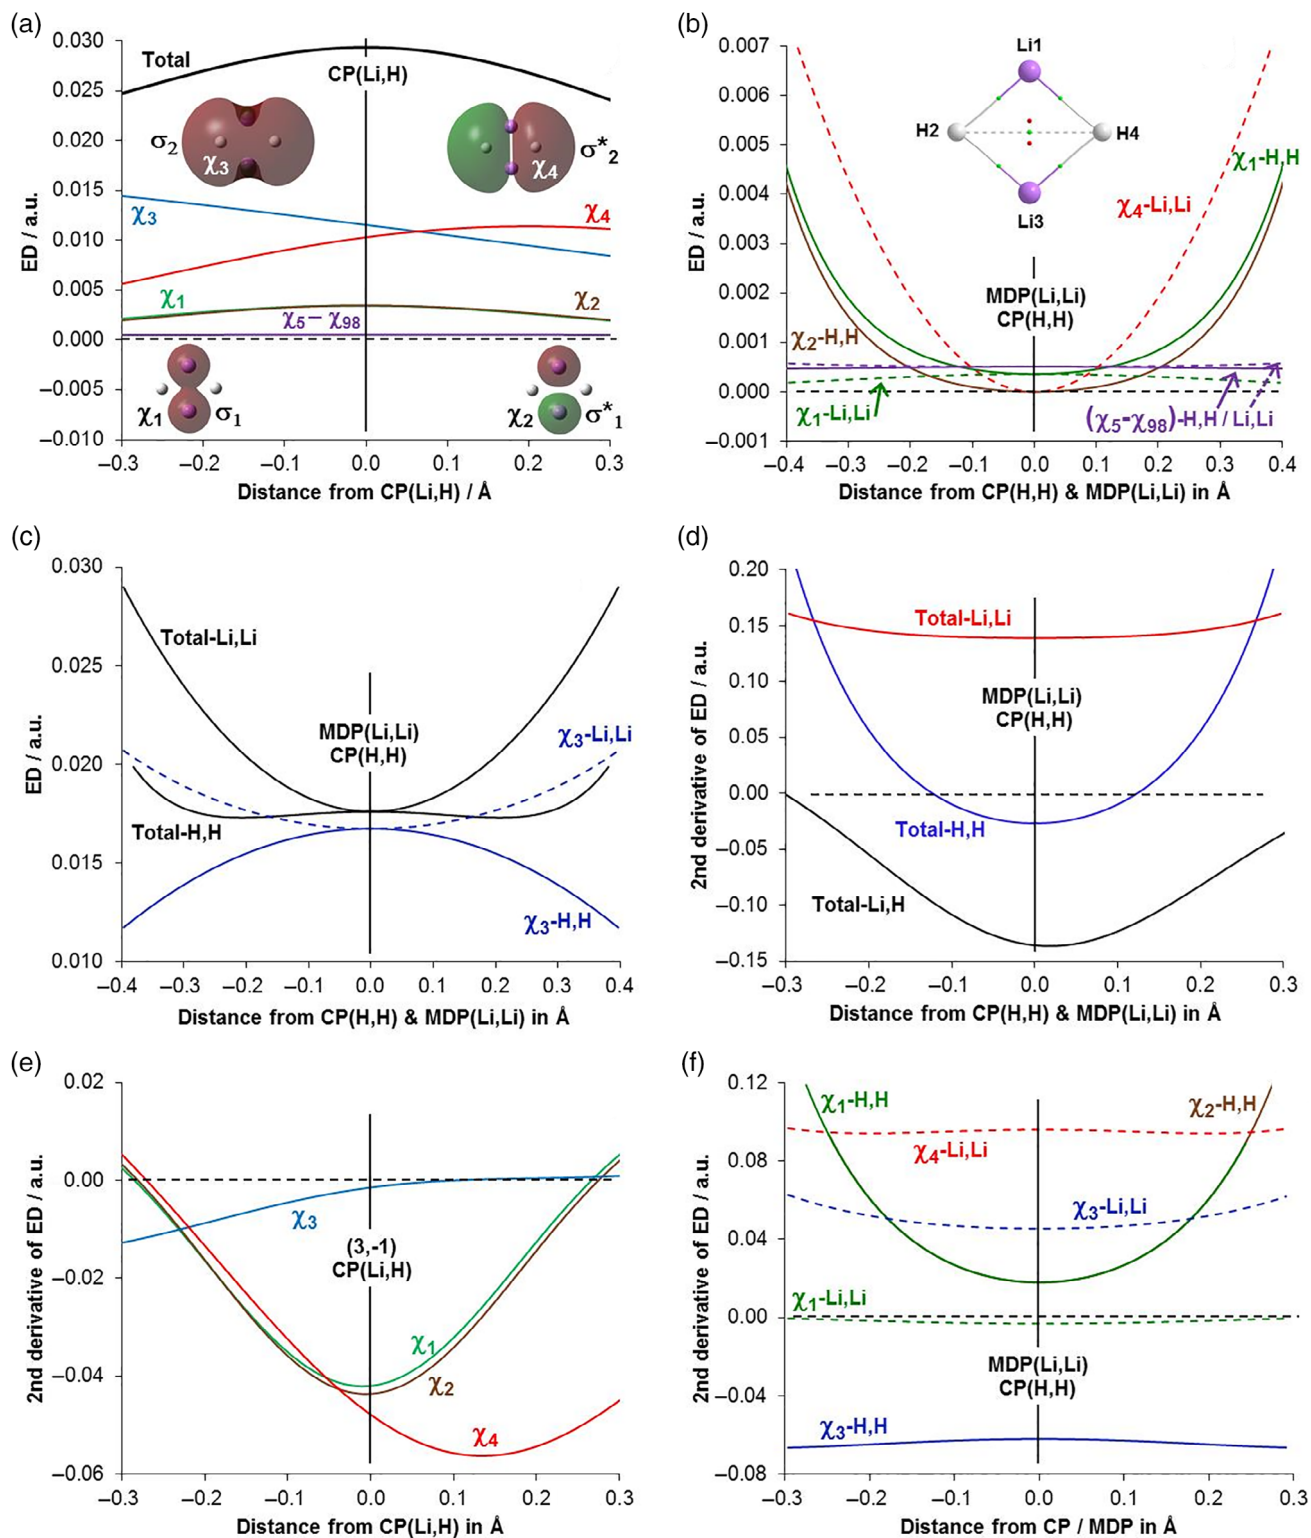 (a)
0.030
0.025
0.020
0.015
0.010
0.005
0.000
−0.005
−0.010
ED / a.u.
Total
CP(Li,H)
σ2
χ3
χ4
σ*2
χ3
χ4
χ1
χ2
χ5− χ98
χ1
σ1
χ2
σ*1
−0.3 −0.2 −0.1 0.0 0.1 0.2 0.3
Distance from CP(Li,H) / Å
(b)
0.007
0.006
0.005
0.004
0.003
0.002
0.001
0.000
−0.001
ED / a.u.
Li1
H2
H4
Li3
χ1-H,H
χ4-Li,Li
MDP(Li,Li)
CP(H,H)
χ2-H,H
χ1-Li,Li
(χ5-χ98)-H,H / Li,Li
−0.4 −0.3 −0.2 −0.1 0.0 0.1 0.2 0.3 0.4
Distance from CP(H,H) & MDP(Li,Li) in Å
(c)
0.030
0.025
0.020
0.015
0.010
ED / a.u.
Total-Li,Li
MDP(Li,Li)
CP(H,H)
χ3-Li,Li
Total-H,H
χ3-H,H
−0.4 −0.3 −0.2 −0.1 0.0 0.1 0.2 0.3 0.4
Distance from CP(H,H) & MDP(Li,Li) in Å
(d)
0.20
0.15
0.10
0.05
0.00
−0.05
−0.10
−0.15
2nd derivative of ED / a.u.
Total-Li,Li
MDP(Li,Li)
CP(H,H)
Total-H,H
Total-Li,H
−0.3 −0.2 −0.1 0.0 0.1 0.2 0.3
Distance from CP(H,H) & MDP(Li,Li) in Å
(e)
0.02
0.00
−0.02
−0.04
−0.06
2nd derivative of ED / a.u.
χ3
(3,-1)
CP(Li,H)
χ1
χ2
χ4
−0.3 −0.2 −0.1 0.0 0.1 0.2 0.3
Distance from CP(Li,H) in Å
(f)
0.12
0.08
0.04
0.00
−0.04
−0.08
2nd derivative of ED / a.u.
χ1-H,H
χ2-H,H
χ4-Li,Li
χ3-Li,Li
χ1-Li,Li
MDP(Li,Li)
CP(H,H)
χ3-H,H
−0.3 −0.2 −0.1 0.0 0.1 0.2 0.3
Distance from CP / MDP in Å